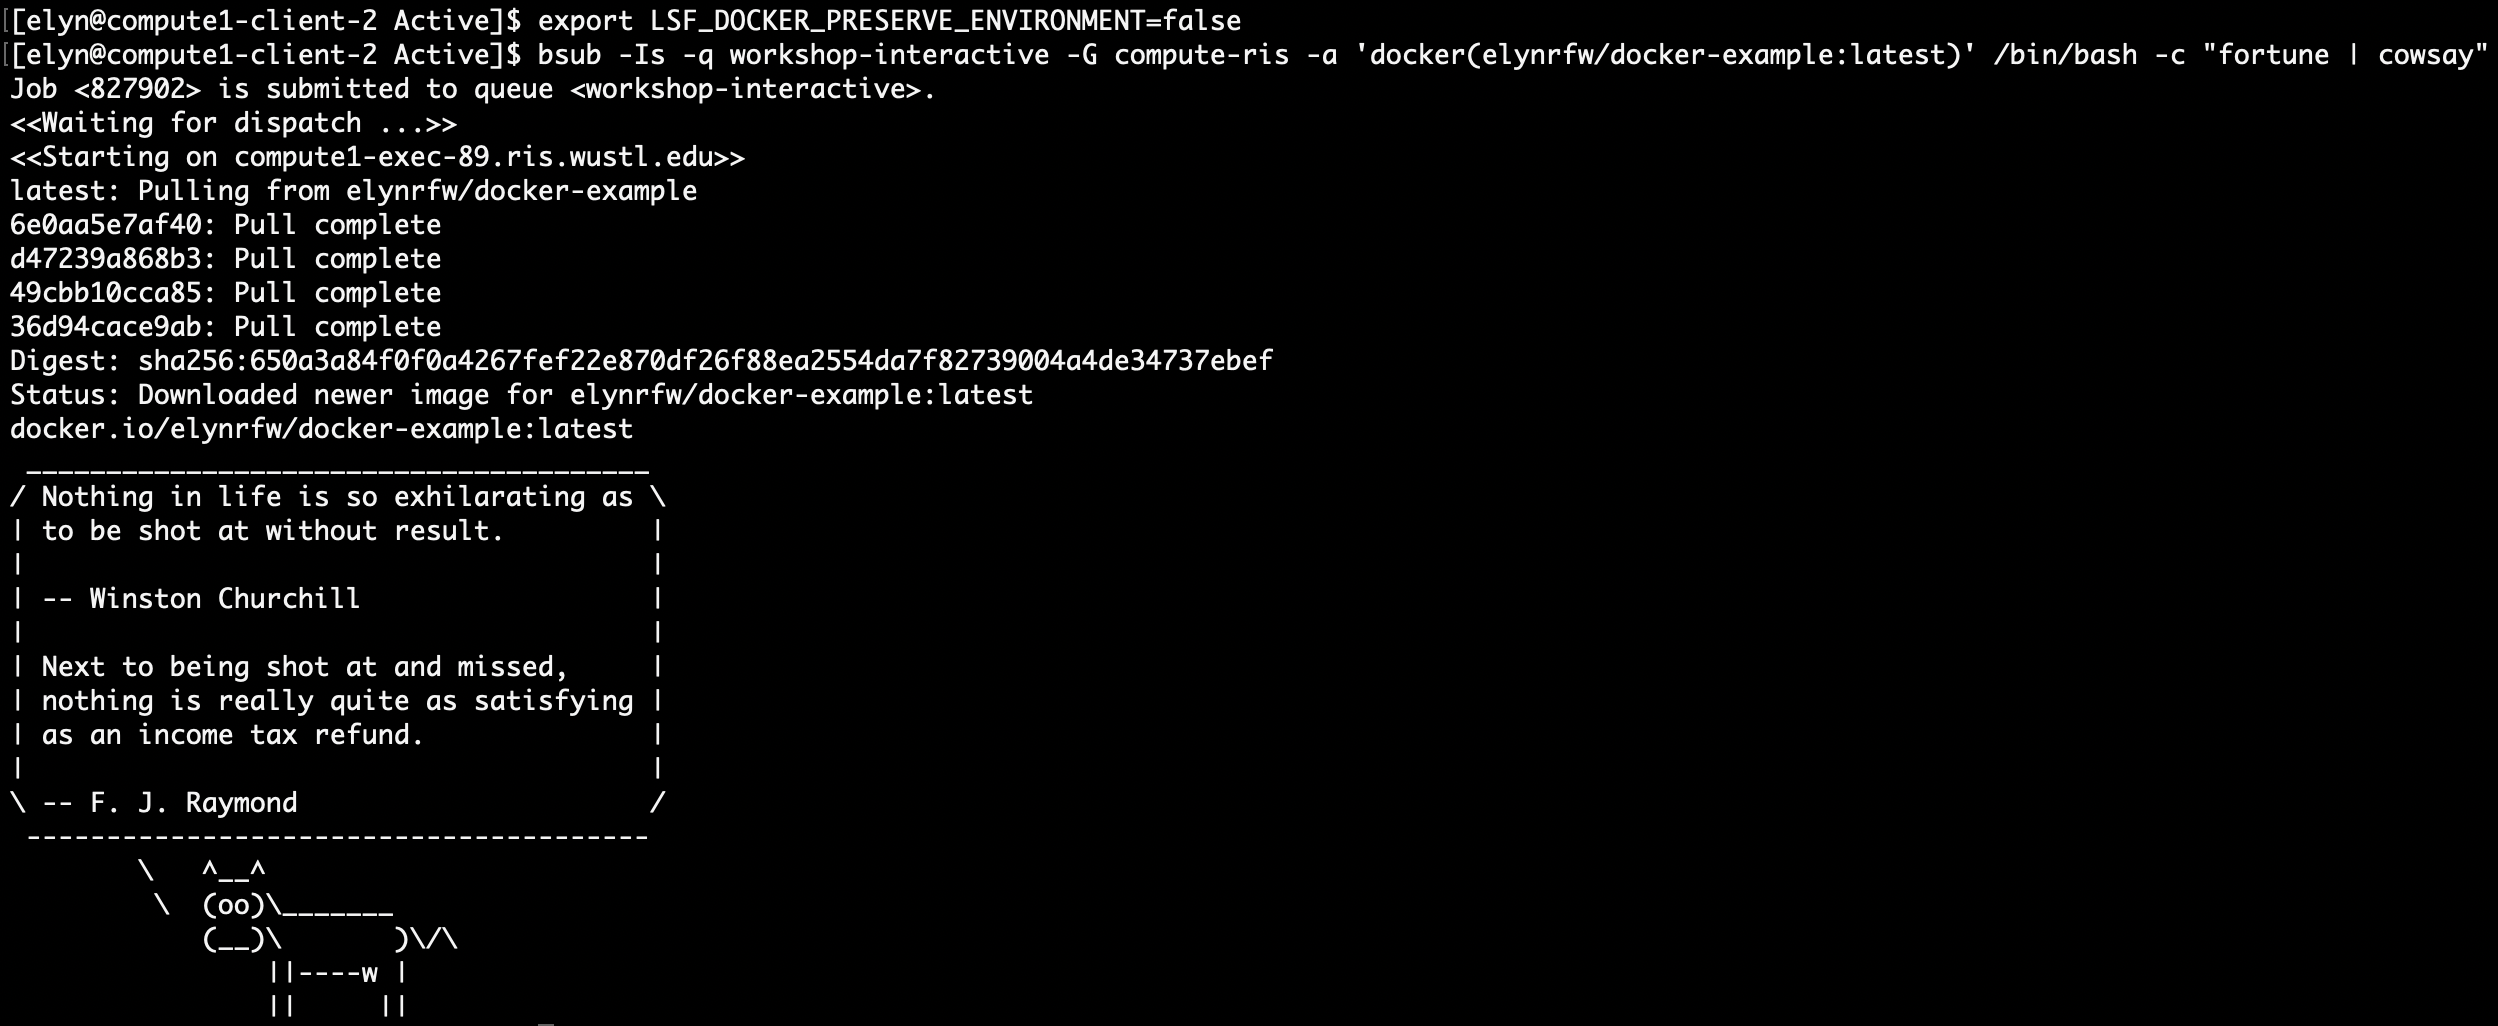 [[elyn@compute1-client-2 Active]$ export LSF_DOCKER_PRESERVE_ENVIRONMENT=false
[[elyn@compute1-client-2 Active]$ bsub -Is -q workshop-interactive -G compute-ris -a 'docker(elynrfw/docker-example:latest)' /bin/bash -c "fortune | cowsay"
Job <827902> is submitted to queue <workshop-interactive>.
<<Waiting for dispatch ...>>
<<Starting on compute1-exec-89.ris.wustl.edu>>
latest: Pulling from elynrfw/docker-example
6e0aa5e7af40: Pull complete
d47239a868b3: Pull complete
49cbb10cca85: Pull complete
36d94cace9ab: Pull complete
Digest: sha256:650a3a84f0f0a4267fef22e870df26f88ea2554da7f82739004a4de34737ebef
Status: Downloaded newer image for elynrfw/docker-example:latest
docker.io/elynrfw/docker-example:latest
 _______________________________________
/ Nothing in life is so exhilarating as \
| to be shot at without result.         |
|                                       |
| -- Winston Churchill                  |
|                                       |
| Next to being shot at and missed,     |
| nothing is really quite as satisfying |
| as an income tax refund.              |
|                                       |
\ -- F. J. Raymond                      /
 ---------------------------------------
        \   ^__^
         \  (oo)\_______
            (__)\       )\/\
                ||----w |
                ||     ||